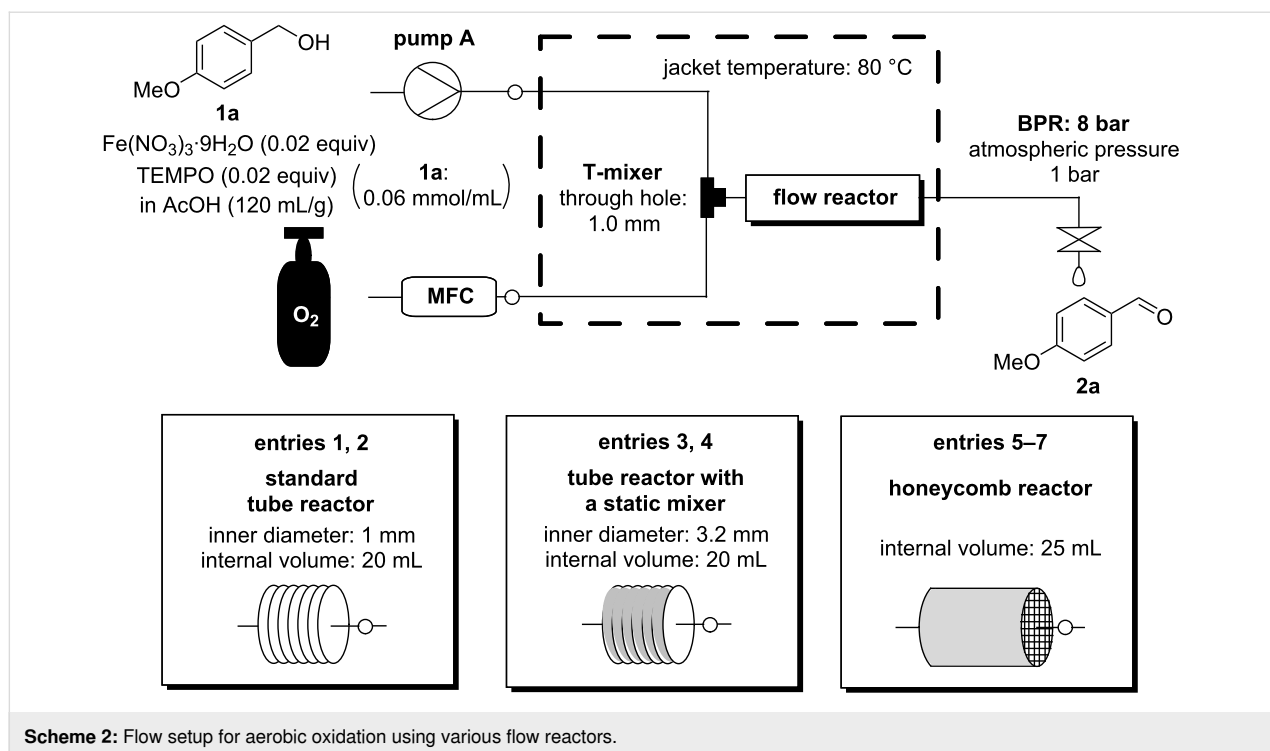 OH
MeO
1a
Fe(NO₃)₃·9H₂O (0.02 equiv)
TEMPO (0.02 equiv)
in AcOH (120 mL/g)
1a:
0.06 mmol/mL
O₂
pump A
MFC
jacket temperature: 80 °C
T-mixer
through hole:
1.0 mm
flow reactor
BPR: 8 bar
atmospheric pressure
1 bar
O
MeO
2a
entries 1, 2
standard
tube reactor
inner diameter: 1 mm
internal volume: 20 mL
entries 3, 4
tube reactor with
a static mixer
inner diameter: 3.2 mm
internal volume: 20 mL
entries 5–7
honeycomb reactor
internal volume: 25 mL
Scheme 2: Flow setup for aerobic oxidation using various flow reactors.